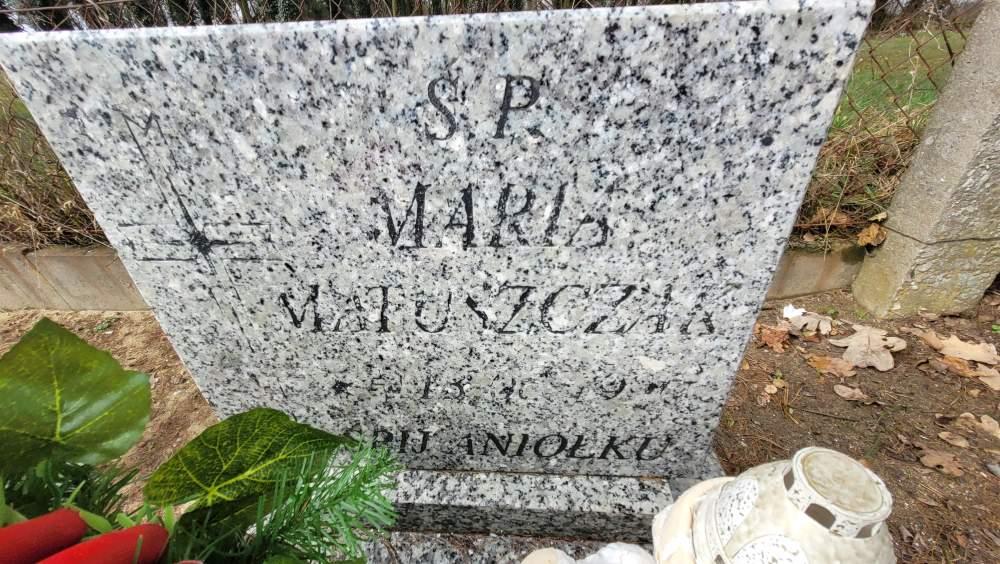 Ś.P.
MARIA
MATUSZCZAK
ŚPIJ ANIOŁKU